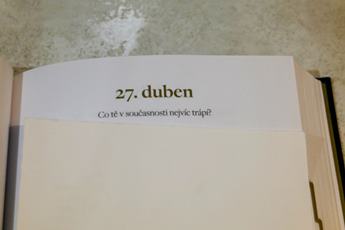 27. duben
Co tě v současnosti nejvíc trápí?